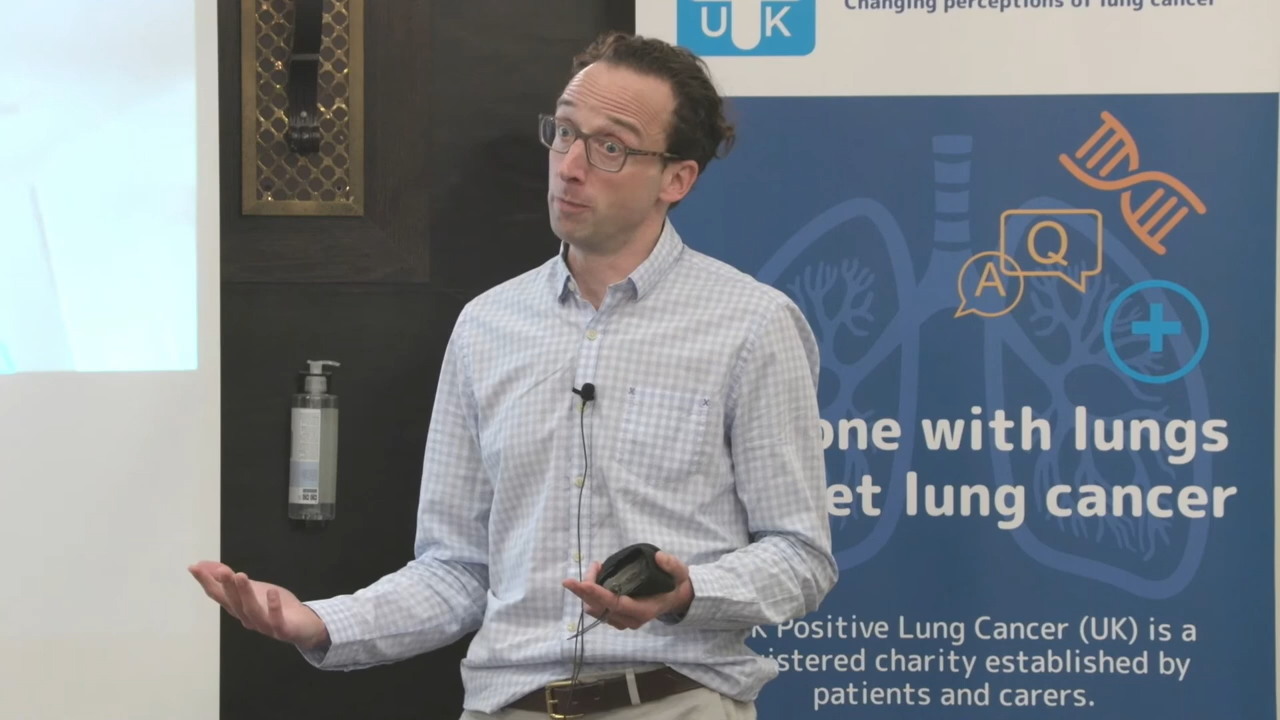 UK
Changing perceptions of lung cancer
Q
A
one with lungs
et lung cancer
K Positive Lung Cancer (UK) is a
istered charity established by
patients and carers.